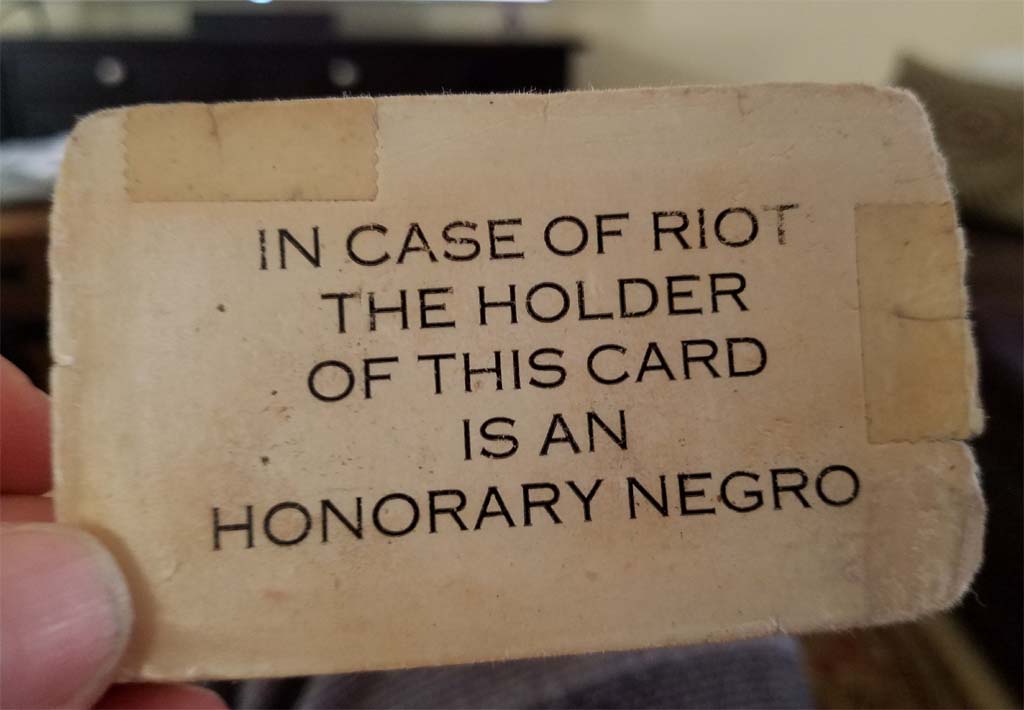 IN CASE OF RIOT
THE HOLDER
OF THIS CARD
IS AN
HONORARY NEGRO